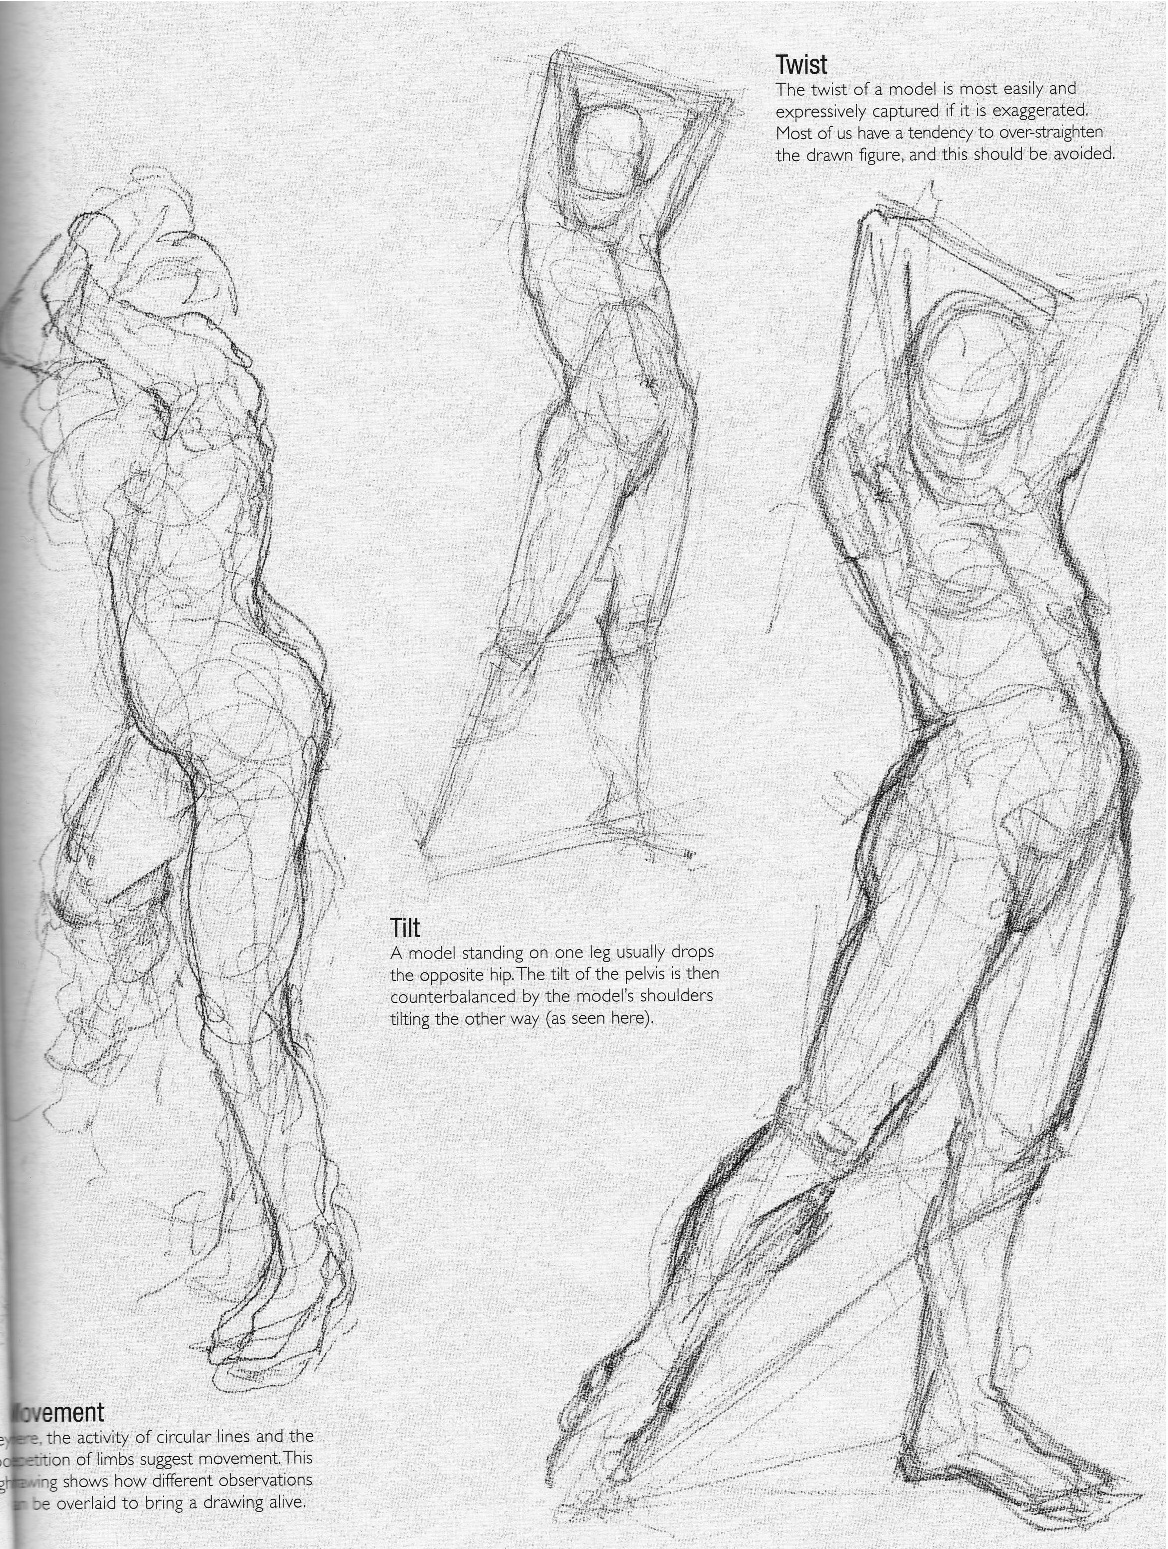 Twist
The twist of a model is most easily and
expressively captured if it is exaggerated.
Most of us have a tendency to over-straighten
the drawn figure, and this should be avoided.
Tilt
A model standing on one leg usually drops
the opposite hip. The tilt of the pelvis is then
counterbalanced by the model's shoulders
tilting the other way (as seen here).
Movement
the activity of circular lines and the
of limbs suggest movement. This
shows how different observations
be overlaid to bring a drawing alive.